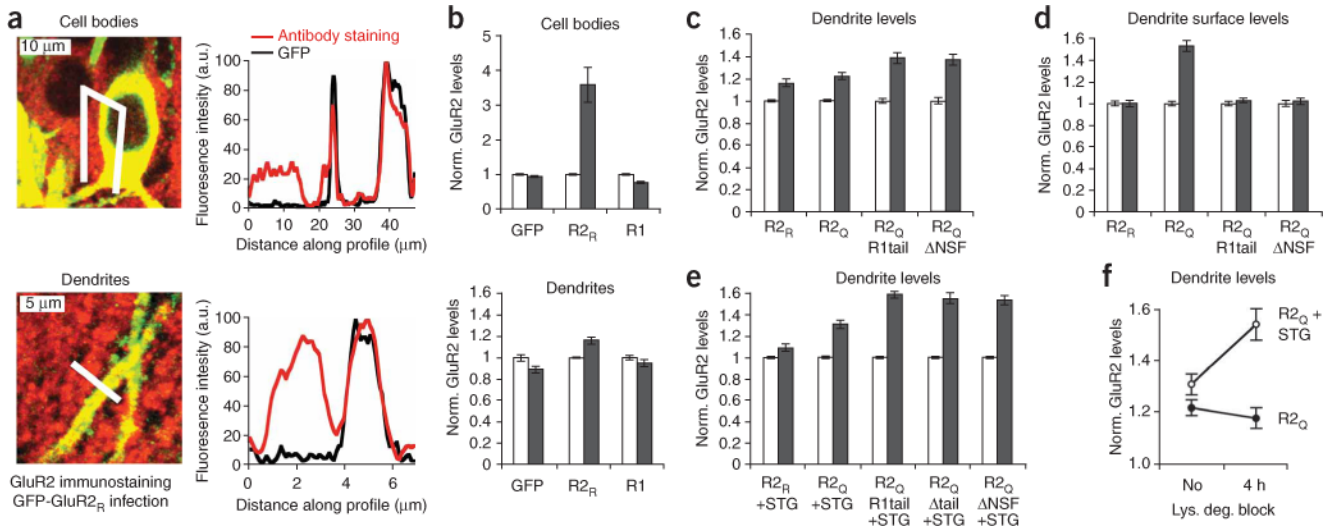 a
Cell bodies
10 μm
Antibody staining
GFP
Fluoresence intesity (a.u.)
100
80
60
40
20
0
0 10 20 30 40
Distance along profile (μm)
Dendrites
5 μm
GluR2 immunostaining
GFP-GluR2R infection
Fluoresence intesity (a.u.)
100
80
60
40
20
0
0 2 4 6
Distance along profile (μm)
b
Cell bodies
Norm. GluR2 levels
5
4
3
2
1
0
GFP R2R R1
Dendrites
Norm. GluR2 levels
1.6
1.4
1.2
1
0.8
0.6
0.4
0.2
0
GFP R2R R1
c
Dendrite levels
Norm. GluR2 levels
1.6
1.4
1.2
1
0.8
0.6
0.4
0.2
0
R2R R2Q R2Q R2Q
R1tail ΔNSF
d
Dendrite surface levels
Norm. GluR2 levels
1.6
1.4
1.2
1
0.8
0.6
0.4
0.2
0
R2R R2Q R2Q R2Q
R1tail ΔNSF
e
Dendrite levels
Norm. GluR2 levels
1.6
1.4
1.2
1
0.8
0.6
0.4
0.2
0
R2R R2Q R2Q R2Q R2Q
+STG +STG R1tail Δtail ΔNSF
+STG +STG +STG
f
Dendrite levels
Norm. GluR2 levels
1.6
1.4
1.2
1.0
R2Q +
STG
R2Q
No 4 h
Lys. deg. block